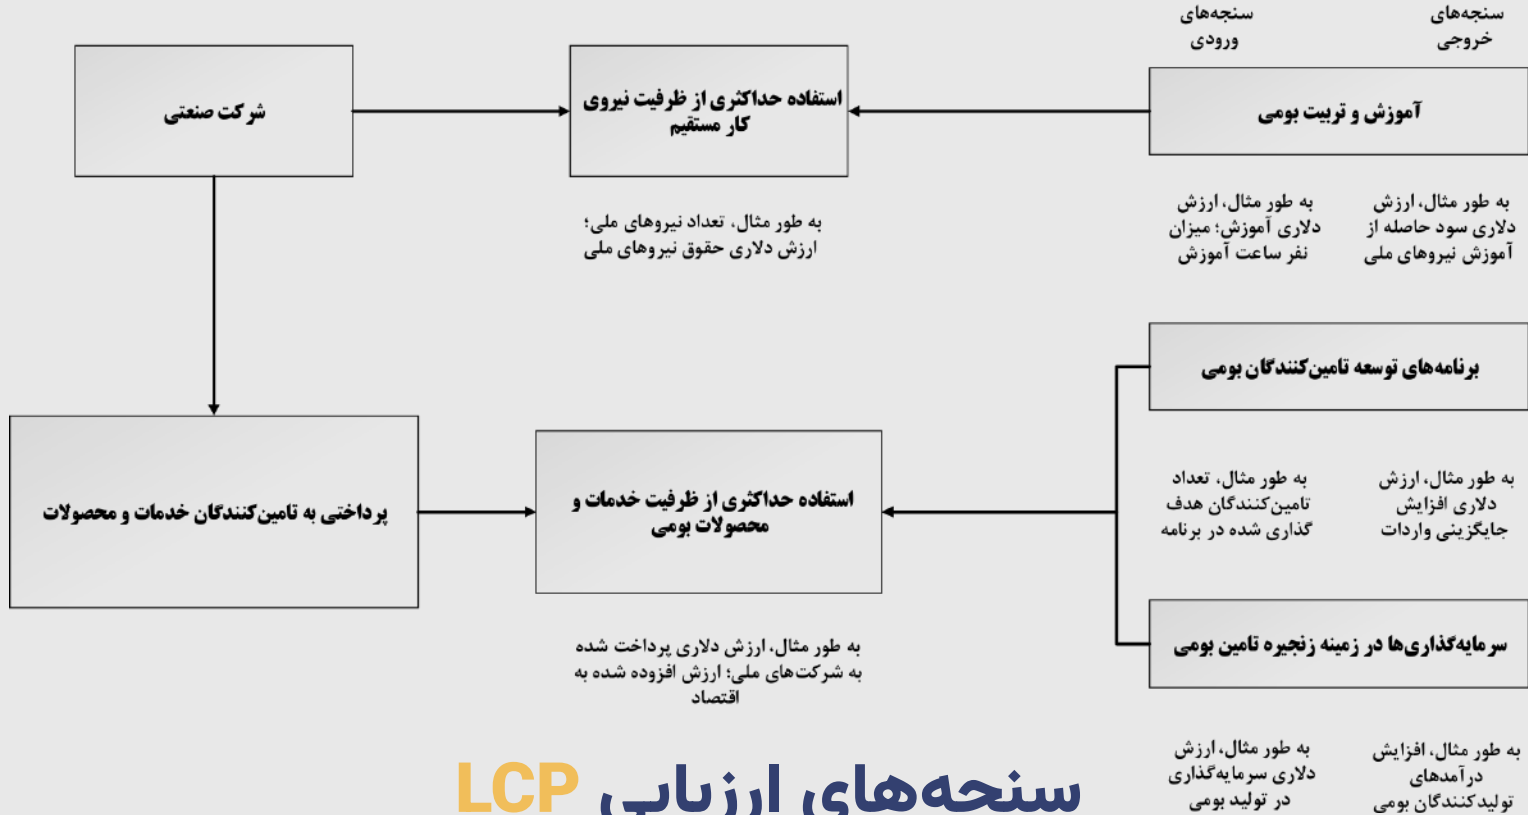 سنجه‌های
خروجی
سنجه‌های
ورودی
آموزش و تربیت بومی
استفاده حداکثری از ظرفیت نیروی
کار مستقیم
شرکت صنعتی
به طور مثال، ارزش
دلاری سود حاصله از
آموزش نیروهای ملی
به طور مثال، ارزش
دلاری آموزش؛ میزان
نفر ساعت آموزش
به طور مثال، تعداد نیروهای ملی؛
ارزش دلاری حقوق نیروهای ملی
برنامه‌های توسعه تامین‌کنندگان بومی
به طور مثال، ارزش
دلاری افزایش
جایگزینی واردات
به طور مثال، تعداد
تامین‌کنندگان هدف
گذاری شده در برنامه
استفاده حداکثری از ظرفیت خدمات و
محصولات بومی
پرداختی به تامین‌کنندگان خدمات و محصولات
سرمایه‌گذاری‌ها در زمینه زنجیره تامین بومی
به طور مثال، ارزش دلاری پرداخت شده
به شرکت‌های ملی؛ ارزش افزوده شده به
اقتصاد
به طور مثال، افزایش
درآمدهای
تولیدکنندگان بومی
به طور مثال، ارزش
دلاری سرمایه‌گذاری
در تولید بومی
سنجه‌های ارزیابی LCP